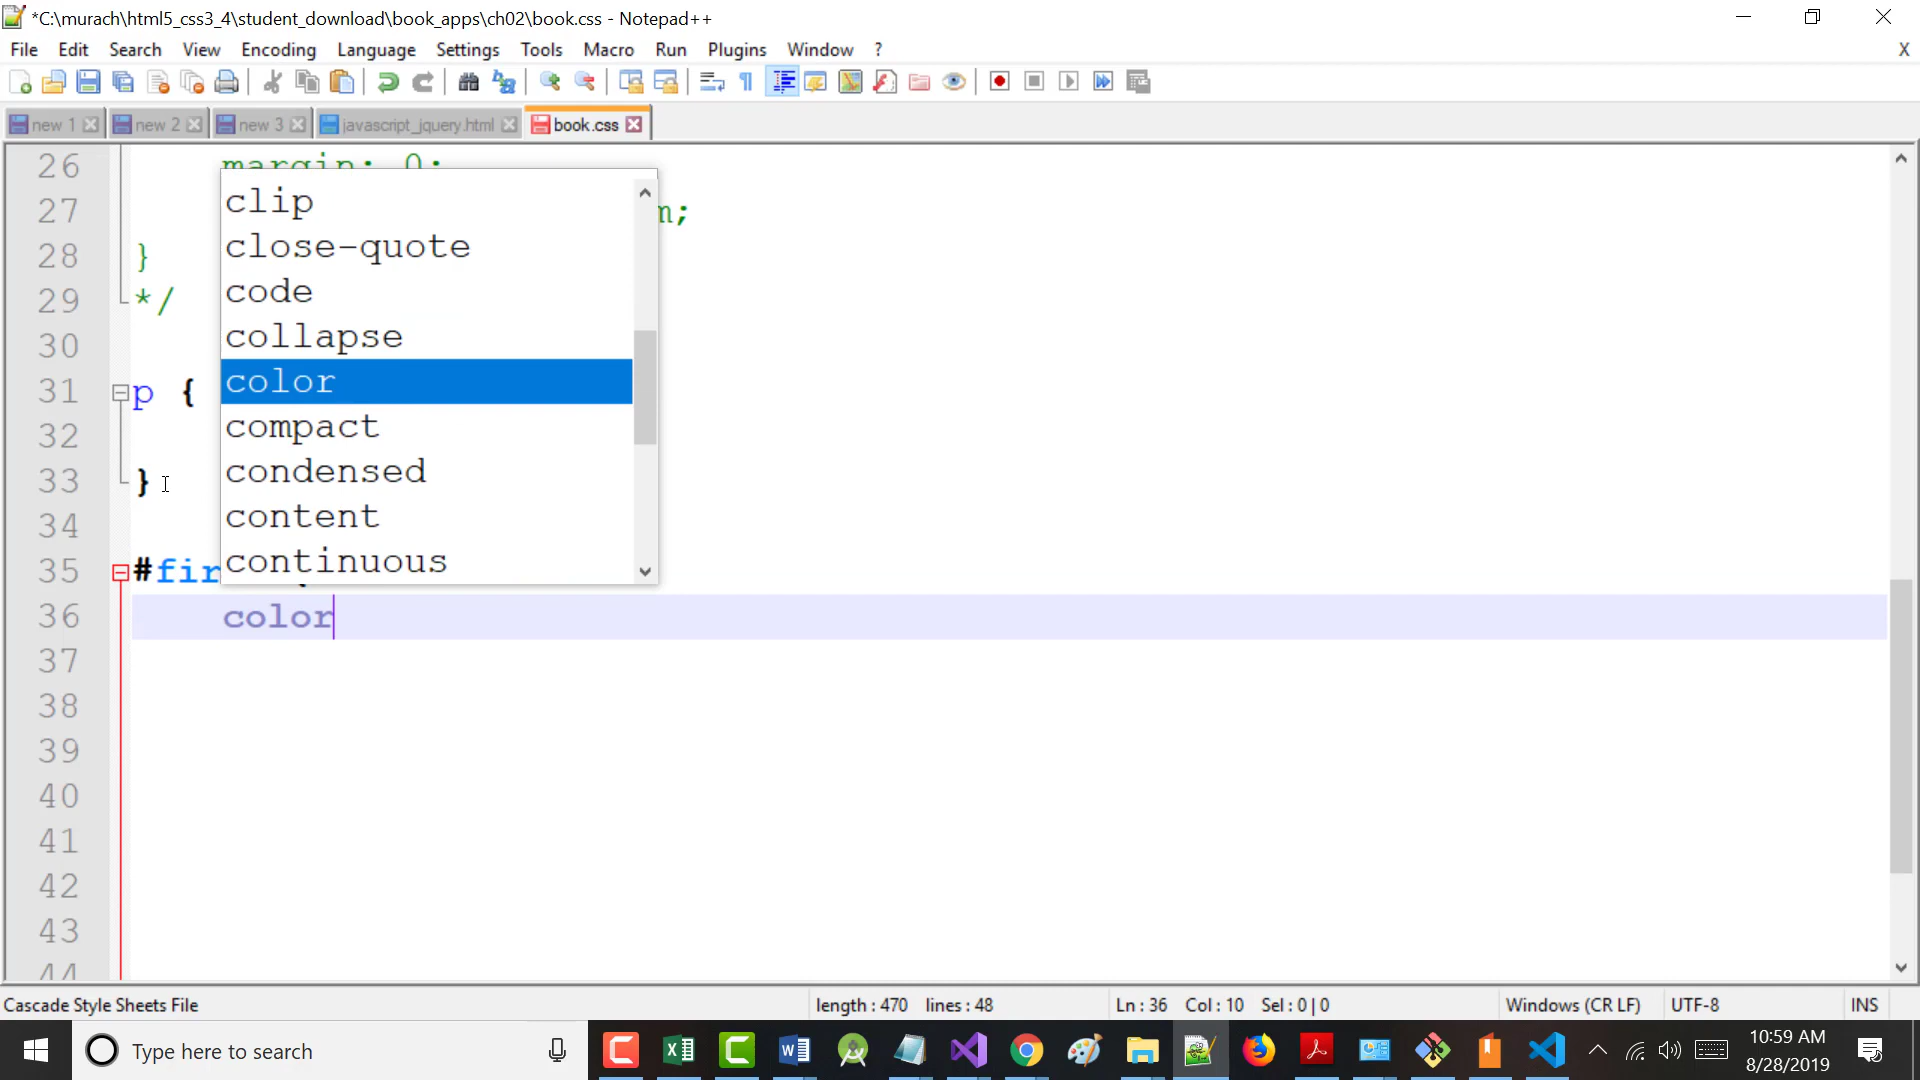 *C:\murach\html5_css3_4\student_download\book_apps\ch02\book.css - Notepad++
File Edit Search View Encoding Language Settings Tools Macro Run Plugins Window ? X
new 1 new 2 new 3 javascript_jquery.html book.css
26 margin: 0;
clip
27 m;
close-quote
28 }
code
29 */
collapse
30
color
31 p {
compact
32
condensed
33 }
content
34
continuous
35 #fir
36 color
37
38
39
40
41
42
43
44
Cascade Style Sheets File length : 470 lines : 48 Ln : 36 Col : 10 Sel : 0 | 0 Windows (CR LF) UTF-8 INS
Type here to search
10:59 AM
8/28/2019